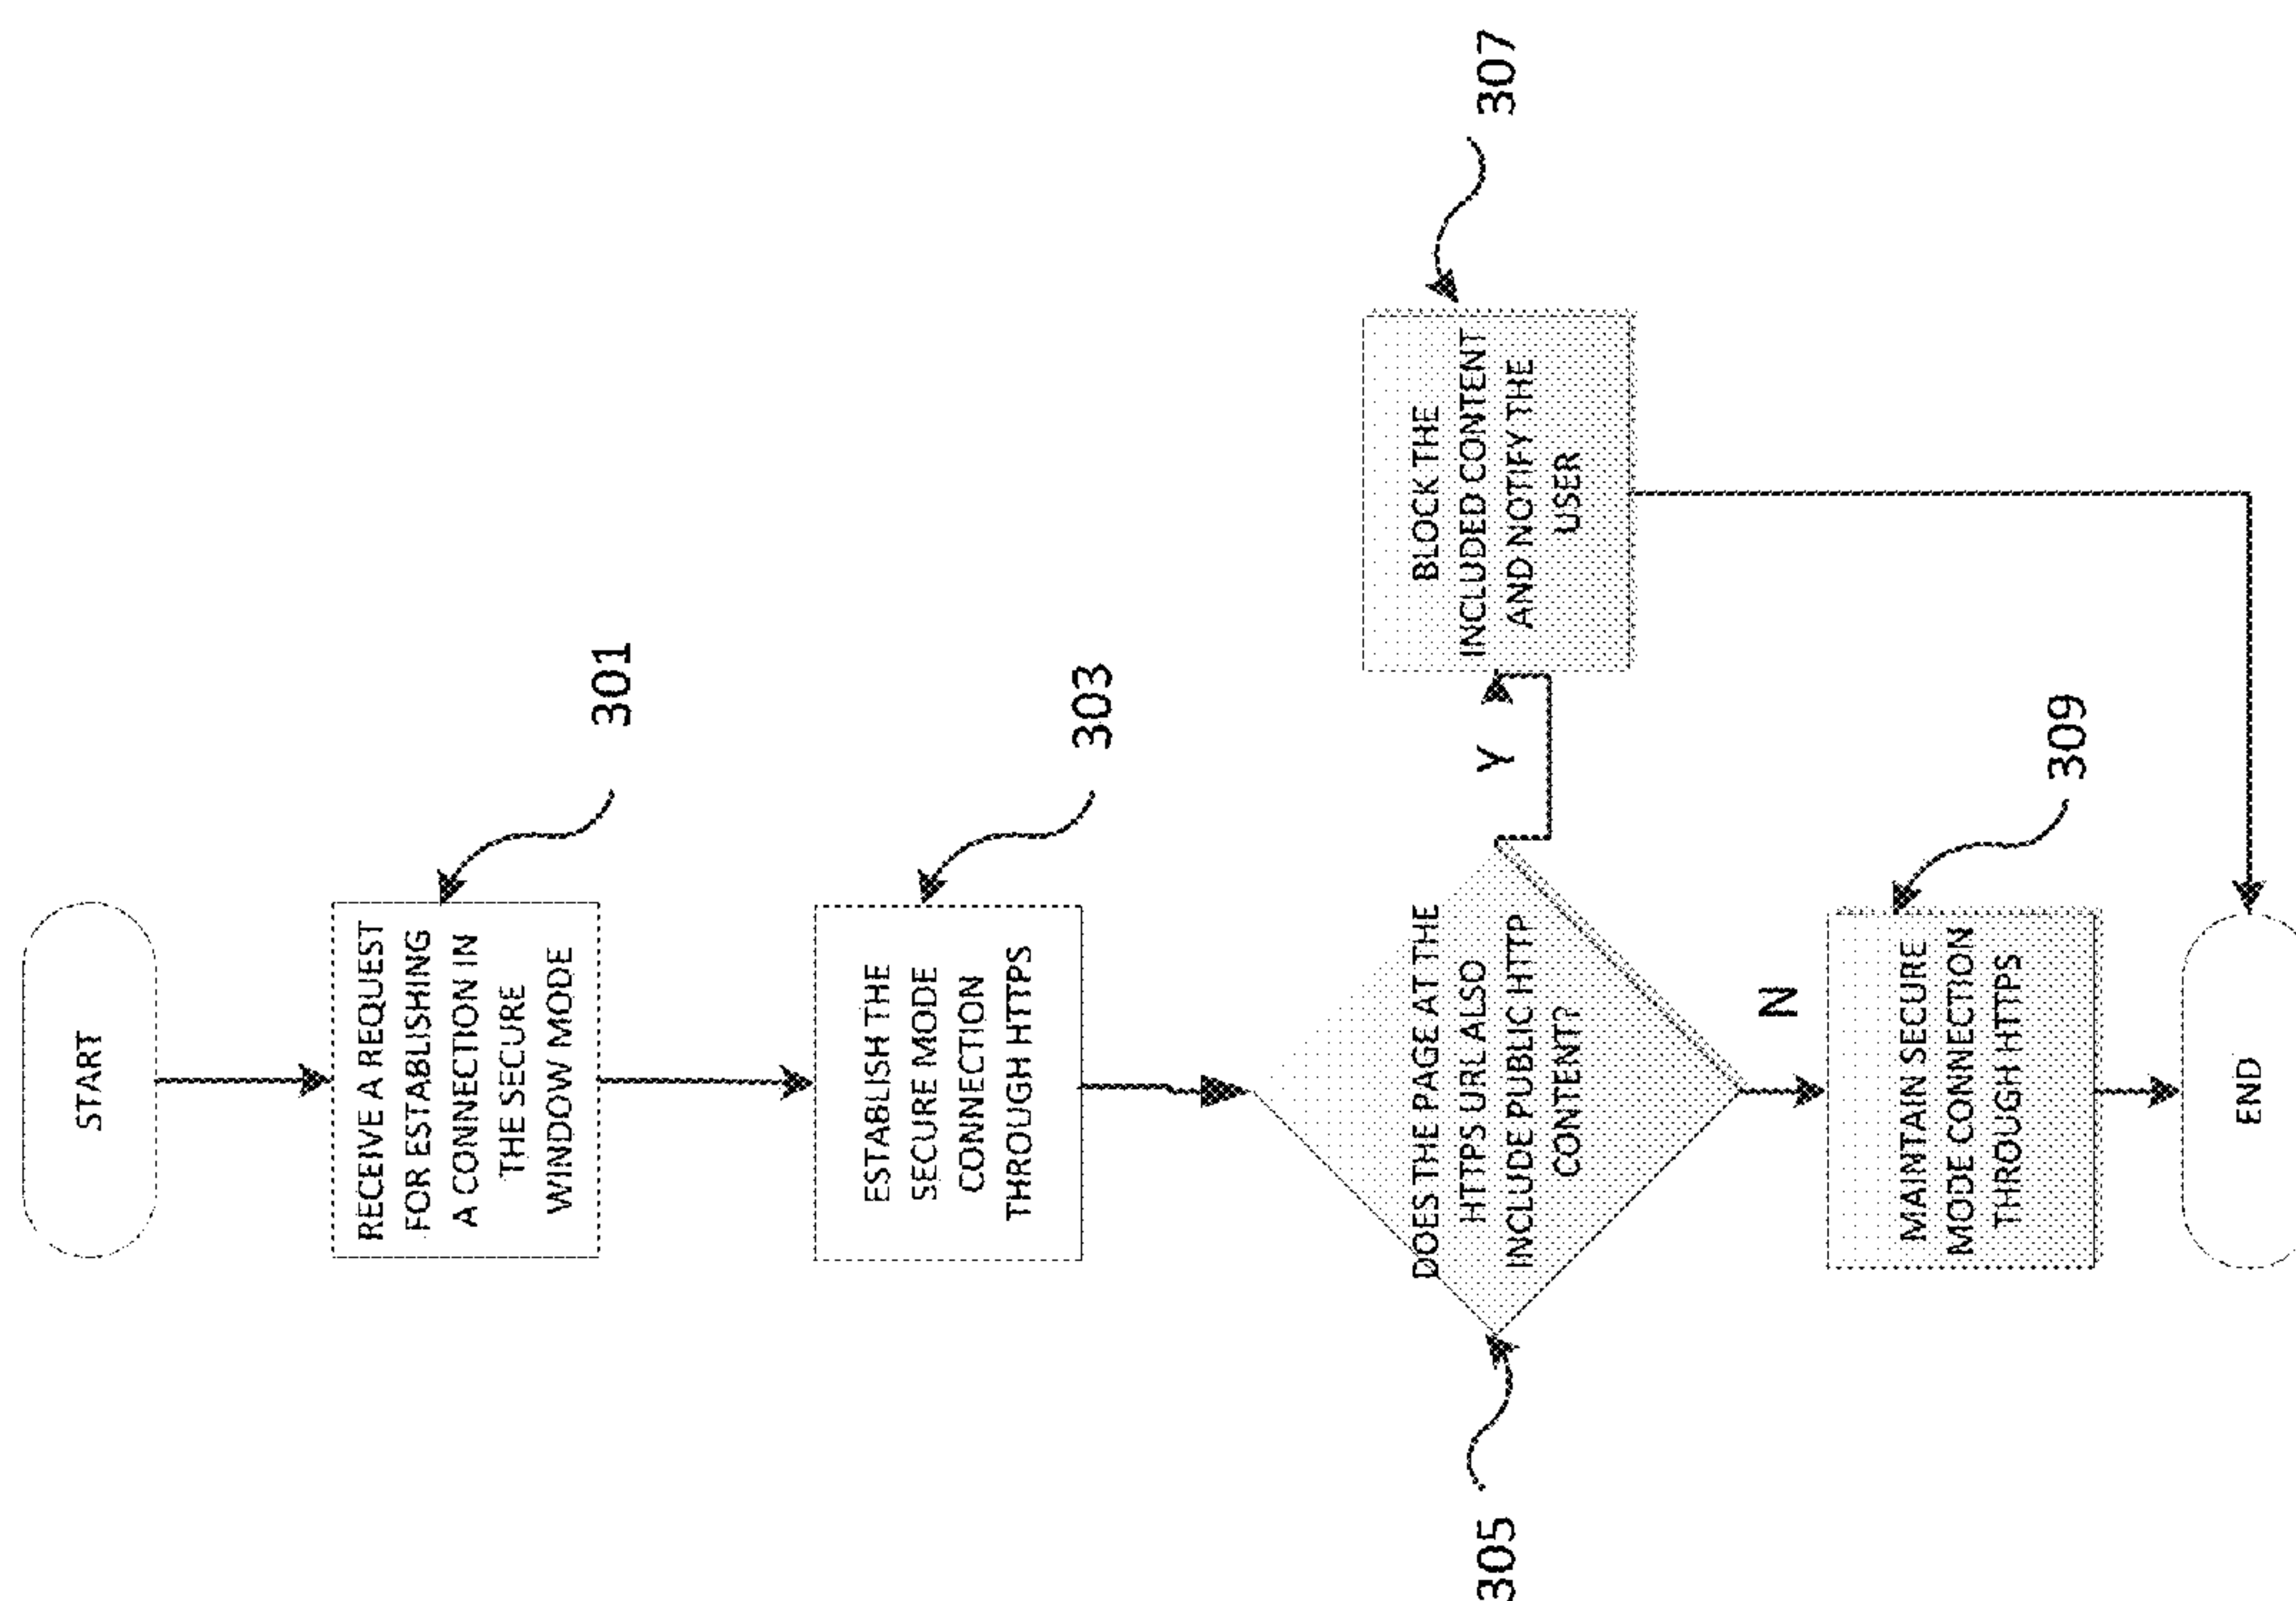 START
RECEIVE A REQUEST
FOR ESTABLISHING
A CONNECTION IN
THE SECURE
WINDOW MODE
301
ESTABLISH THE
SECURE MODE
CONNECTION
THROUGH HTTPS
303
DOES THE PAGE AT THE
HTTPS URL ALSO
INCLUDE PUBLIC HTTP
CONTENT?
305
Y
BLOCK THE
INCLUDED CONTENT
AND NOTIFY THE
USER
307
N
MAINTAIN SECURE
MODE CONNECTION
THROUGH HTTPS
309
END